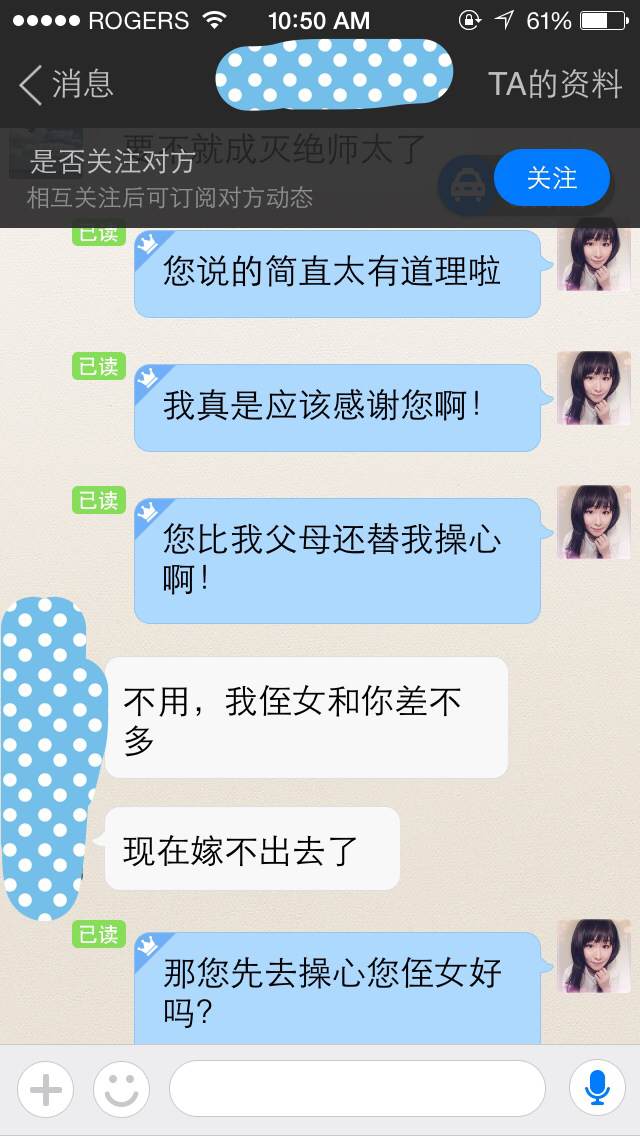 ROGERS 10:50 AM 61%
消息 TA的资料
要不就成灭绝师太了
是否关注对方
相互关注后可订阅对方动态
关注
已读
您说的简直太有道理啦
已读
我真是应该感谢您啊！
已读
您比我父母还替我操心
啊！
不用，我侄女和你差不
多
现在嫁不出去了
已读
那您先去操心您侄女好
吗？